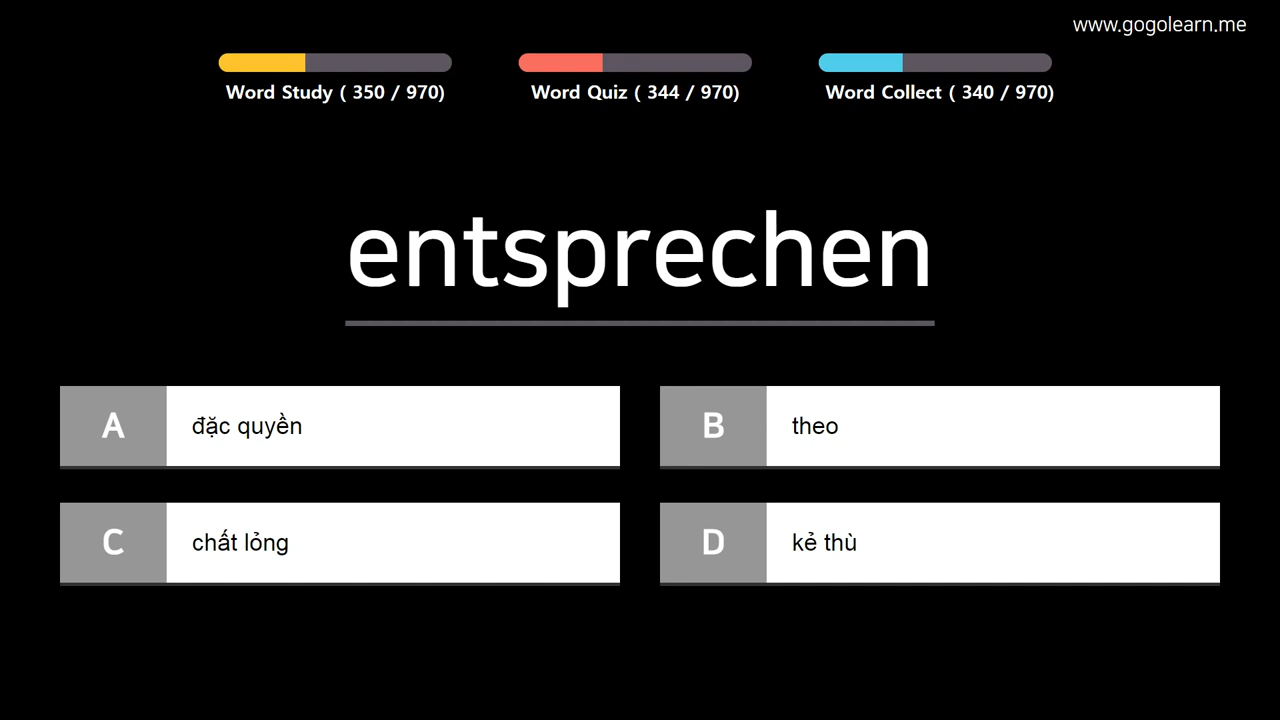 www.gogolearn.me
Word Study ( 350 / 970)
Word Quiz ( 344 / 970)
Word Collect ( 340 / 970)
entsprechen
A đặc quyền
B theo
C chất lỏng
D kẻ thù